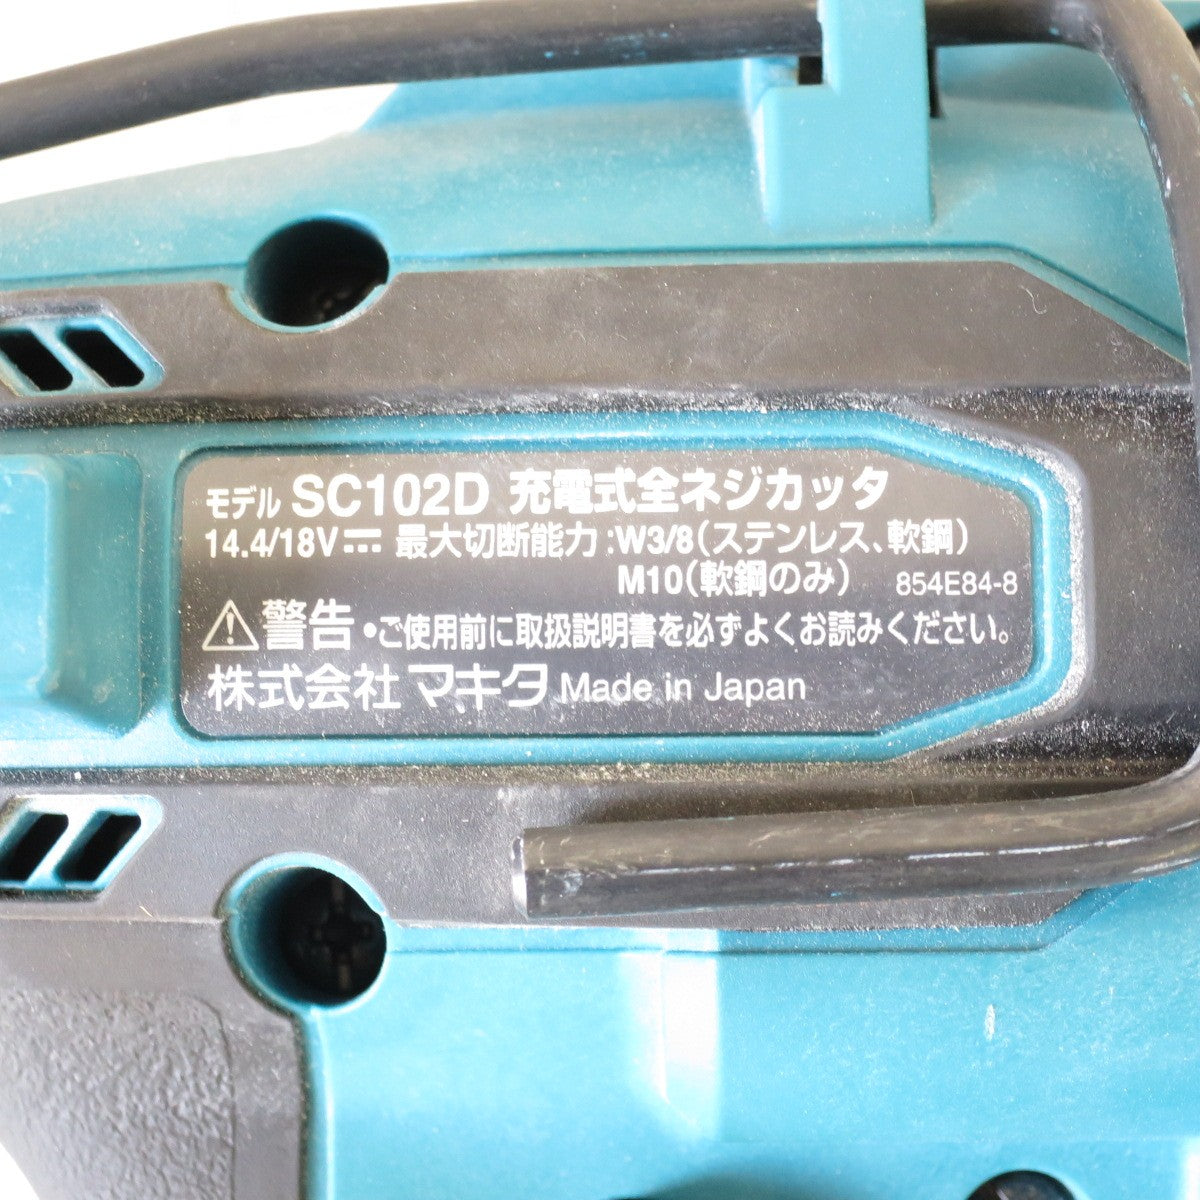 モデル SC102D 充電式全ネジカッタ
14.4/18V⎓ 最大切断能力:W3/8(ステンレス、軟鋼)
M10(軟鋼のみ) 854E84-8
⚠警告・ご使用前に取扱説明書を必ずよくお読みください。
株式会社 マキタ Made in Japan